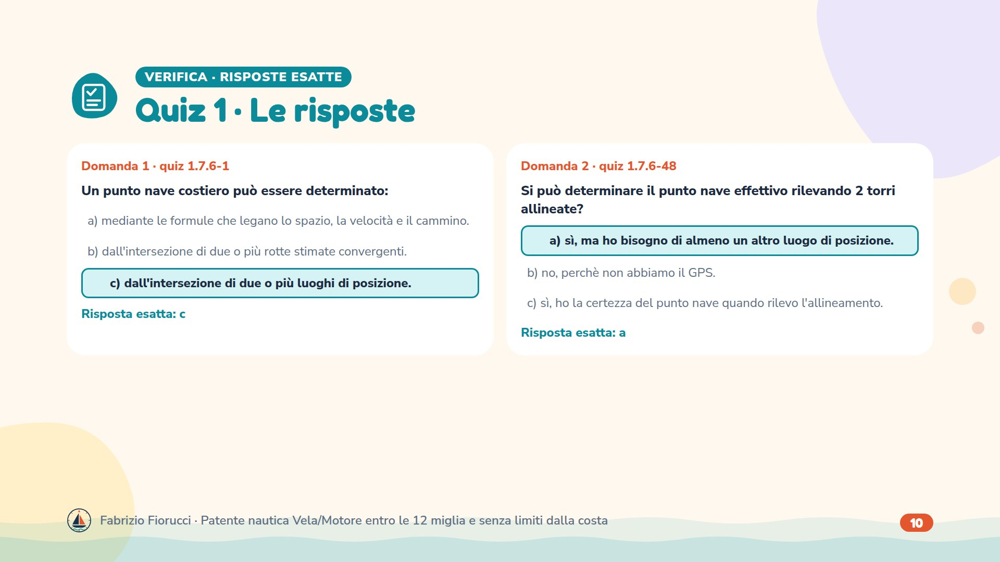 VERIFICA · RISPOSTE ESATTE
Quiz 1 · Le risposte
Domanda 1 · quiz 1.7.6-1
Un punto nave costiero può essere determinato:
a) mediante le formule che legano lo spazio, la velocità e il cammino.
b) dall'intersezione di due o più rotte stimate convergenti.
c) dall'intersezione di due o più luoghi di posizione.
Risposta esatta: c
Domanda 2 · quiz 1.7.6-48
Si può determinare il punto nave effettivo rilevando 2 torri
allineate?
a) sì, ma ho bisogno di almeno un altro luogo di posizione.
b) no, perchè non abbiamo il GPS.
c) sì, ho la certezza del punto nave quando rilevo l'allineamento.
Risposta esatta: a
Fabrizio Fiorucci · Patente nautica Vela/Motore entro le 12 miglia e senza limiti dalla costa
10